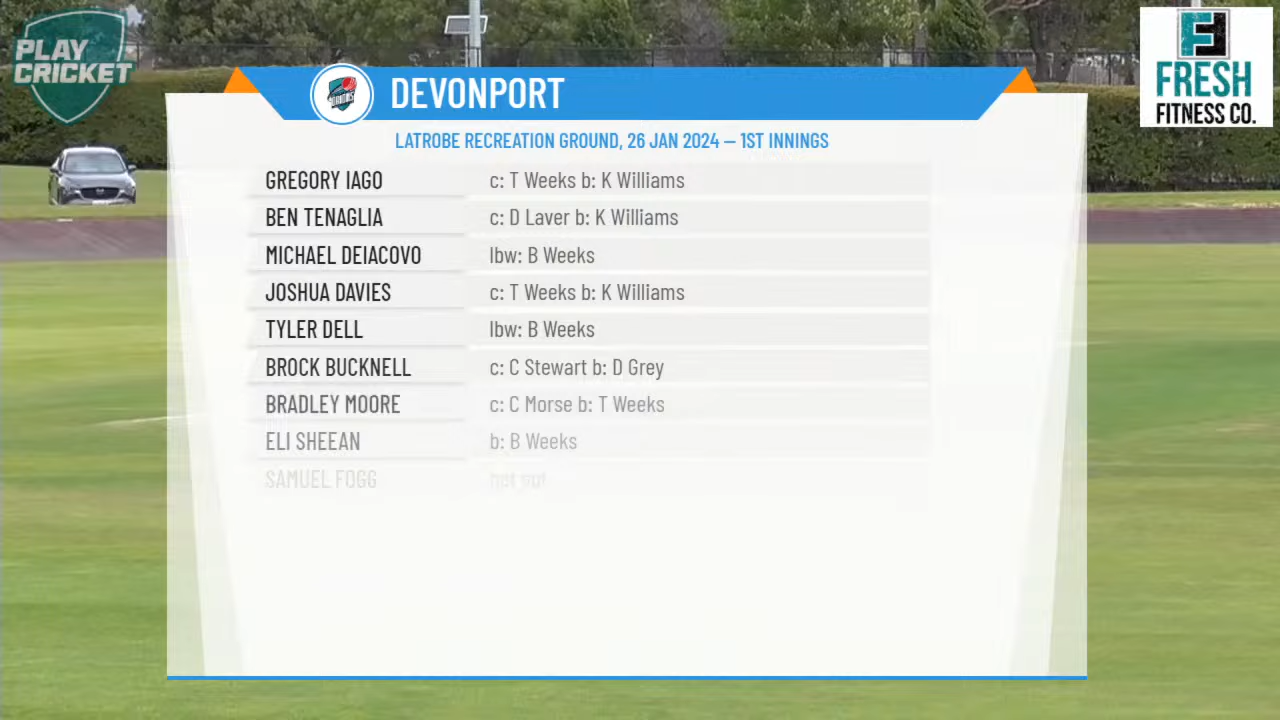 PLAY
CRICKET
FRESH
FITNESS CO.
DEVONPORT
LATROBE RECREATION GROUND, 26 JAN 2024 – 1ST INNINGS
GREGORY IAGO c: T Weeks b: K Williams
BEN TENAGLIA c: D Laver b: K Williams
MICHAEL DEIACOVO lbw: B Weeks
JOSHUA DAVIES c: T Weeks b: K Williams
TYLER DELL lbw: B Weeks
BROCK BUCKNELL c: C Stewart b: D Grey
BRADLEY MOORE c: C Morse b: T Weeks
ELI SHEEAN b: B Weeks
SAMUEL FOGG not out